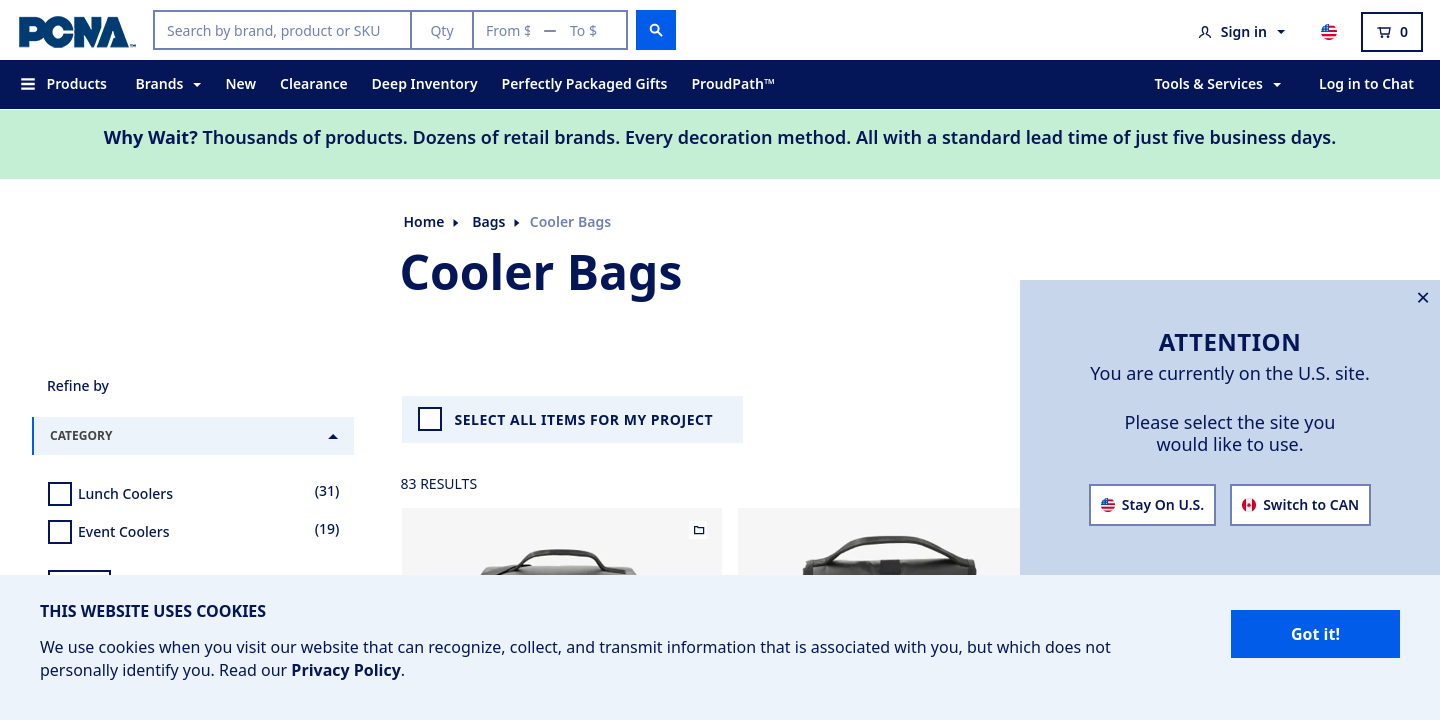 PCNA™
Search by brand, product or SKU
Qty
From $ — To $
Sign in
0
Products
Brands
New
Clearance
Deep Inventory
Perfectly Packaged Gifts
ProudPath™
Tools & Services
Log in to Chat
Why Wait? Thousands of products. Dozens of retail brands. Every decoration method. All with a standard lead time of just five business days.
Home
Bags
Cooler Bags
Cooler Bags
ATTENTION
You are currently on the U.S. site.
Please select the site you
would like to use.
Stay On U.S.
Switch to CAN
Refine by
CATEGORY
Lunch Coolers (31)
Event Coolers (19)
SELECT ALL ITEMS FOR MY PROJECT
83 RESULTS
THIS WEBSITE USES COOKIES
We use cookies when you visit our website that can recognize, collect, and transmit information that is associated with you, but which does not
personally identify you. Read our Privacy Policy.
Got it!